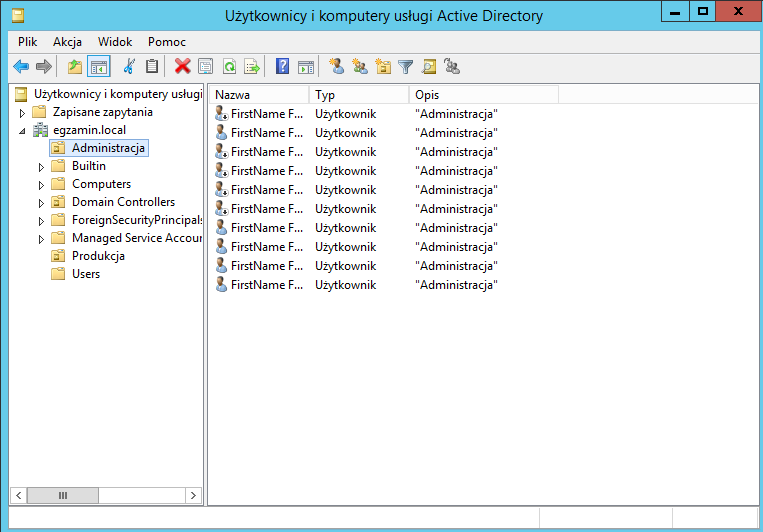 Użytkownicy i komputery usługi Active Directory
Plik Akcja Widok Pomoc
Użytkownicy i komputery usługi
Zapisane zapytania
egzamin.local
Administracja
Builtin
Computers
Domain Controllers
ForeignSecurityPrincipals
Managed Service Accour
Produkcja
Users
Nazwa Typ Opis
FirstName F... Użytkownik "Administracja"
FirstName F... Użytkownik "Administracja"
FirstName F... Użytkownik "Administracja"
FirstName F... Użytkownik "Administracja"
FirstName F... Użytkownik "Administracja"
FirstName F... Użytkownik "Administracja"
FirstName F... Użytkownik "Administracja"
FirstName F... Użytkownik "Administracja"
FirstName F... Użytkownik "Administracja"
FirstName F... Użytkownik "Administracja"